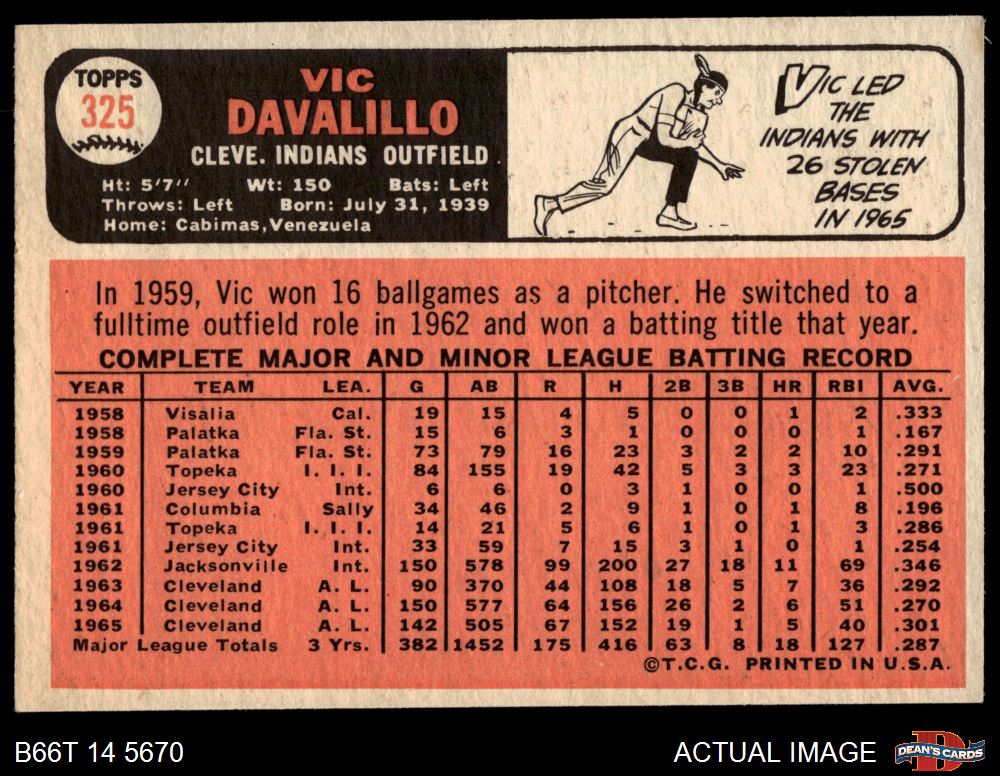 TOPPS
325
VIC
DAVALILLO
CLEVE. INDIANS OUTFIELD
Ht: 5'7" Wt: 150 Bats: Left
Throws: Left Born: July 31, 1939
Home: Cabimas, Venezuela
VIC LED
THE
INDIANS WITH
26 STOLEN
BASES
IN 1965
In 1959, Vic won 16 ballgames as a pitcher. He switched to a
fulltime outfield role in 1962 and won a batting title that year.
COMPLETE MAJOR AND MINOR LEAGUE BATTING RECORD
YEAR TEAM LEA. G AB R H 2B 3B HR RBI AVG.
1958 Visalia Cal. 19 15 4 5 0 0 1 2 .333
1958 Palatka Fla. St. 15 6 3 1 0 0 0 1 .167
1959 Palatka Fla. St. 73 79 16 23 3 2 2 10 .291
1960 Topeka I. I. I. 84 155 19 42 5 3 3 23 .271
1960 Jersey City Int. 6 6 0 3 1 0 0 1 .500
1961 Columbia Sally 34 46 2 9 1 0 1 8 .196
1961 Topeka I. I. I. 14 21 5 6 1 0 1 3 .286
1961 Jersey City Int. 33 59 7 15 3 1 0 1 .254
1962 Jacksonville Int. 150 578 99 200 27 18 11 69 .346
1963 Cleveland A. L. 90 370 44 108 18 5 7 36 .292
1964 Cleveland A. L. 150 577 64 156 26 2 6 51 .270
1965 Cleveland A. L. 142 505 67 152 19 1 5 40 .301
Major League Totals 3 Yrs. 382 1452 175 416 63 8 18 127 .287
©T.C.G. PRINTED IN U.S.A.
B66T 14 5670 ACTUAL IMAGE DEAN'S CARDS